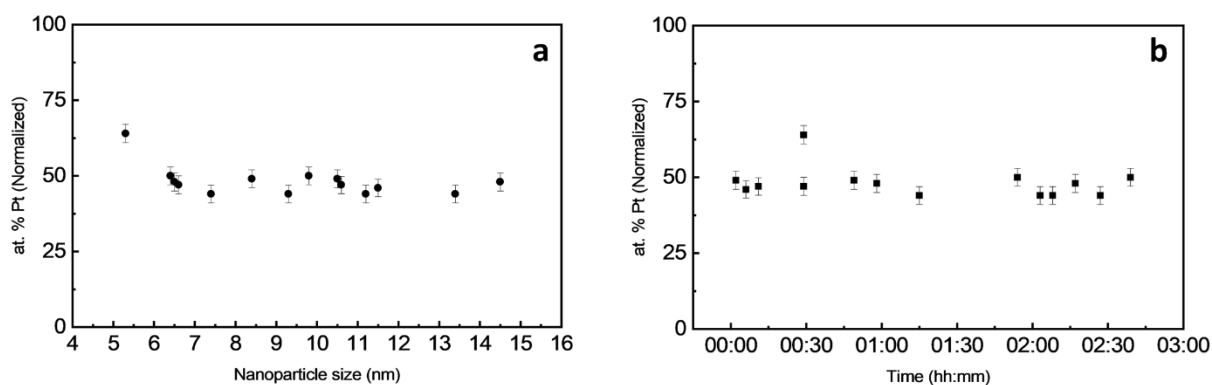 100
75
50
25
0
at. % Pt (Normalized)
4 5 6 7 8 9 10 11 12 13 14 15 16
Nanoparticle size (nm)
a
100
75
50
25
0
at. % Pt (Normalized)
00:00 00:30 01:00 01:30 02:00 02:30 03:00
Time (hh:mm)
b